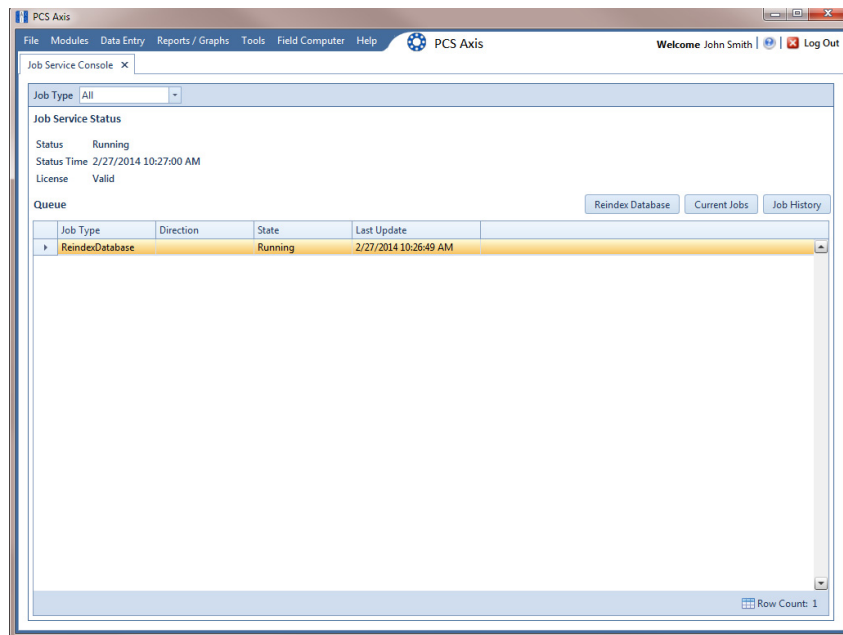 PCS Axis
File Modules Data Entry Reports / Graphs Tools Field Computer Help PCS Axis Welcome John Smith Log Out
Job Service Console
Job Type All
Job Service Status
Status Running
Status Time 2/27/2014 10:27:00 AM
License Valid
Queue Reindex Database Current Jobs Job History
Job Type Direction State Last Update
ReindexDatabase Running 2/27/2014 10:26:49 AM
Row Count: 1